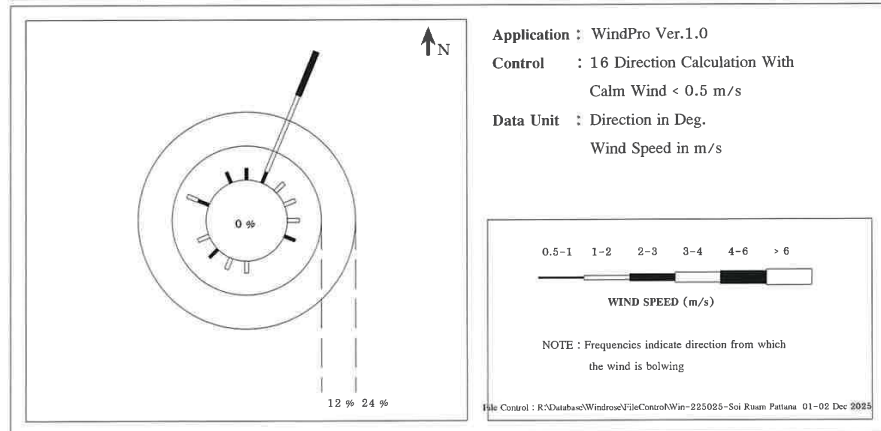 N
Application : WindPro Ver.1.0
Control : 16 Direction Calculation With
Calm Wind < 0.5 m/s
Data Unit : Direction in Deg.
Wind Speed in m/s
0 %
12 % 24 %
0.5-1 1-2 2-3 3-4 4-6 > 6
WIND SPEED (m/s)
NOTE : Frequencies indicate direction from which
the wind is bolwing
File Control : R:\Database\Windrose\FileControl\Win-225025-Soi Ruam Pattana 01-02 Dec 2025